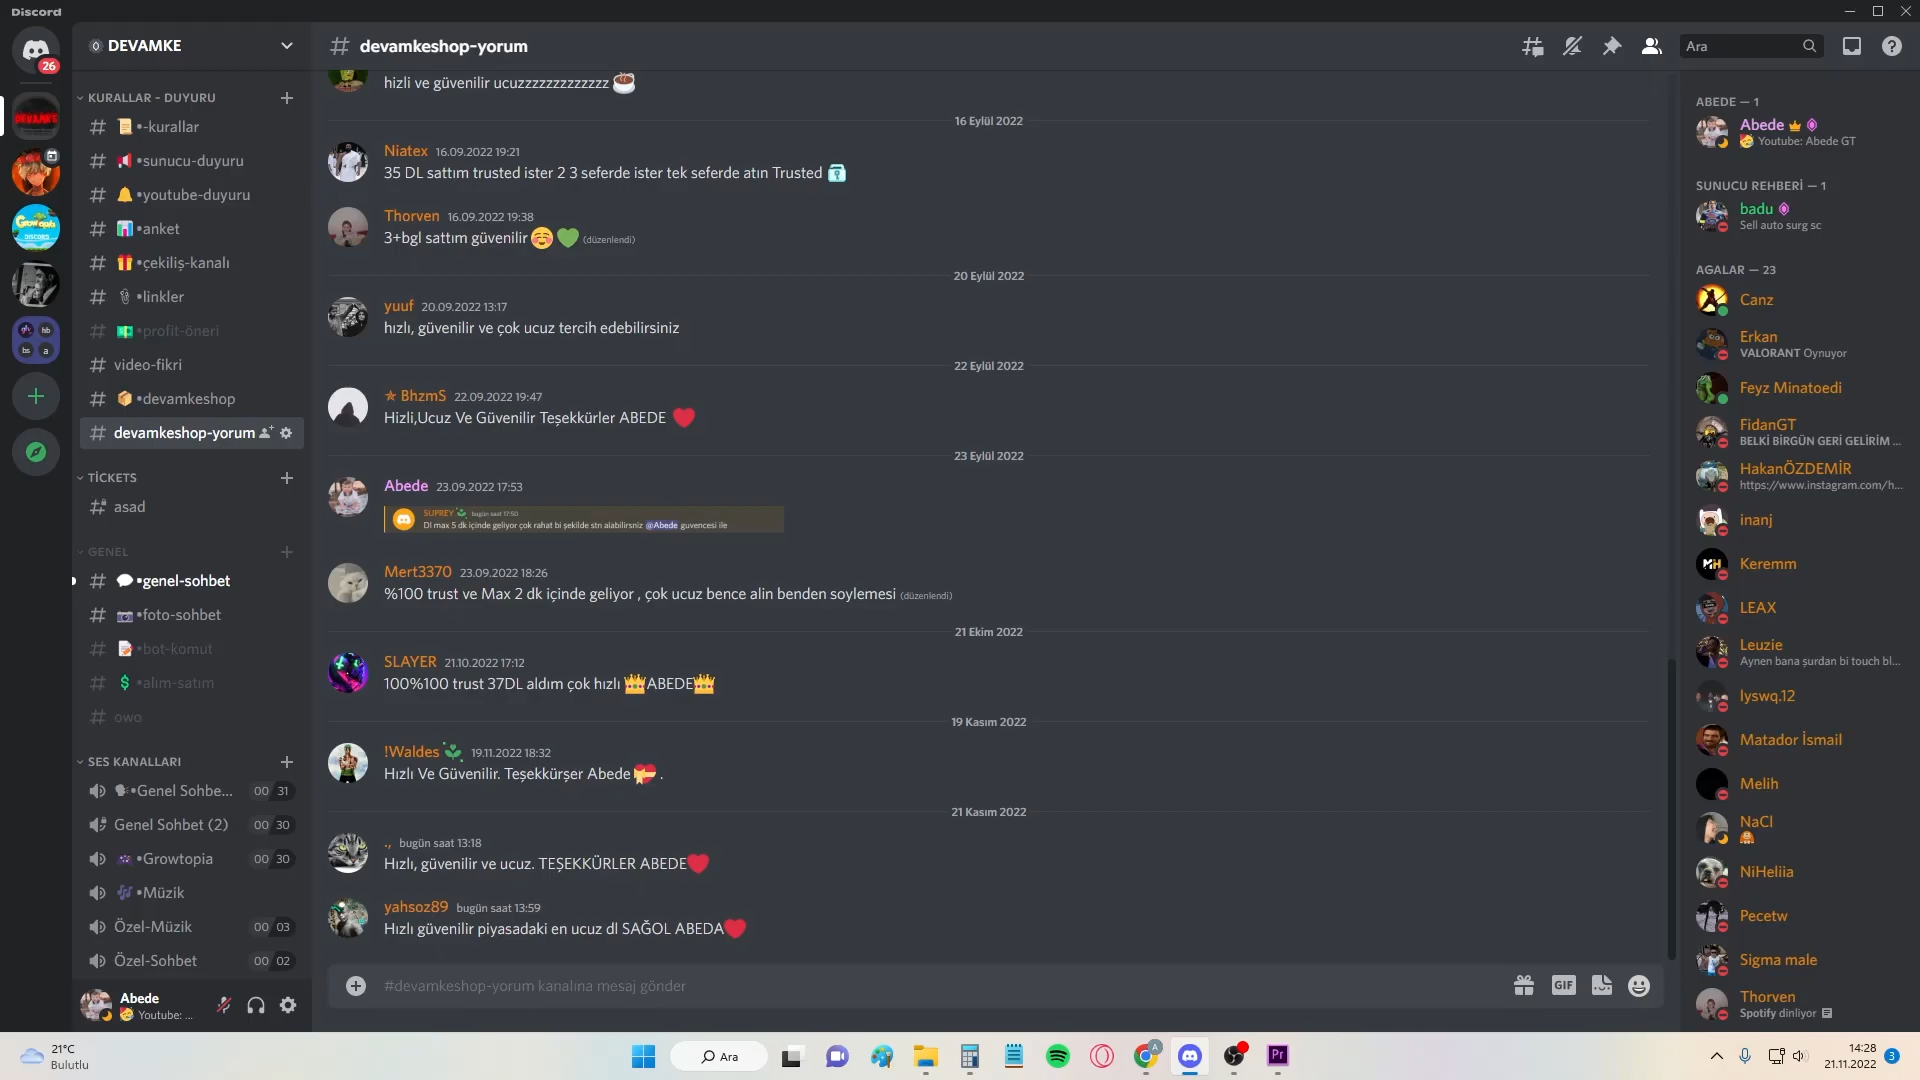 Discord
26
DEVAMKE
KURALLAR - DUYURU
•-kurallar
•sunucu-duyuru
•youtube-duyuru
•anket
•çekiliş-kanalı
•linkler
•profit-öneri
video-fikri
•devamkeshop
devamkeshop-yorum
TİCKETS
asad
GENEL
•genel-sohbet
•foto-sohbet
•bot-komut
•alım-satım
owo
SES KANALLARI
•Genel Sohbe... 00 31
Genel Sohbet (2) 00 30
•Growtopia 00 30
•Müzik
Özel-Müzik 00 03
Özel-Sohbet 00 02
Abede
Youtube: ...
devamkeshop-yorum
Ara
hizli ve güvenilir ucuzzzzzzzzzzzzz
16 Eylül 2022
Niatex 16.09.2022 19:21
35 DL sattım trusted ister 2 3 seferde ister tek seferde atın Trusted
Thorven 16.09.2022 19:38
3+bgl sattım güvenilir (düzenlendi)
20 Eylül 2022
yuuf 20.09.2022 13:17
hızlı, güvenilir ve çok ucuz tercih edebilirsiniz
22 Eylül 2022
★ BhzmS 22.09.2022 19:47
Hizli,Ucuz Ve Güvenilir Teşekkürler ABEDE
23 Eylül 2022
Abede 23.09.2022 17:53
SUPREY bugün saat 17:50
Dl max 5 dk içinde geliyor çok rahat bi şekilde stn alabilirsniz @Abede guvencesi ile
Mert3370 23.09.2022 18:26
%100 trust ve Max 2 dk içinde geliyor , çok ucuz bence alin benden soylemesi (düzenlendi)
21 Ekim 2022
SLAYER 21.10.2022 17:12
100%100 trust 37DL aldım çok hızlı ABEDE
19 Kasım 2022
!Waldes 19.11.2022 18:32
Hızlı Ve Güvenilir. Teşekkürşer Abede .
21 Kasım 2022
., bugün saat 13:18
Hızlı, güvenilir ve ucuz. TEŞEKKÜRLER ABEDE
yahsoz89 bugün saat 13:59
Hızlı güvenilir piyasadaki en ucuz dl SAĞOL ABEDA
#devamkeshop-yorum kanalına mesaj gönder
GIF
ABEDE — 1
Abede
Youtube: Abede GT
SUNUCU REHBERİ — 1
badu
Sell auto surg sc
AGALAR — 23
Canz
Erkan
VALORANT Oynuyor
Feyz Minatoedi
FidanGT
BELKİ BİRGÜN GERİ GELİRİM ...
HakanÖZDEMİR
https://www.instagram.com/h...
inanj
Keremm
LEAX
Leuzie
Aynen bana şurdan bi touch bl...
lyswq.12
Matador İsmail
Melih
NaCl
NiHeliia
Pecetw
Sigma male
Thorven
Spotify dinliyor
21°C
Bulutlu
Ara
A
Pr
14:28
21.11.2022
3